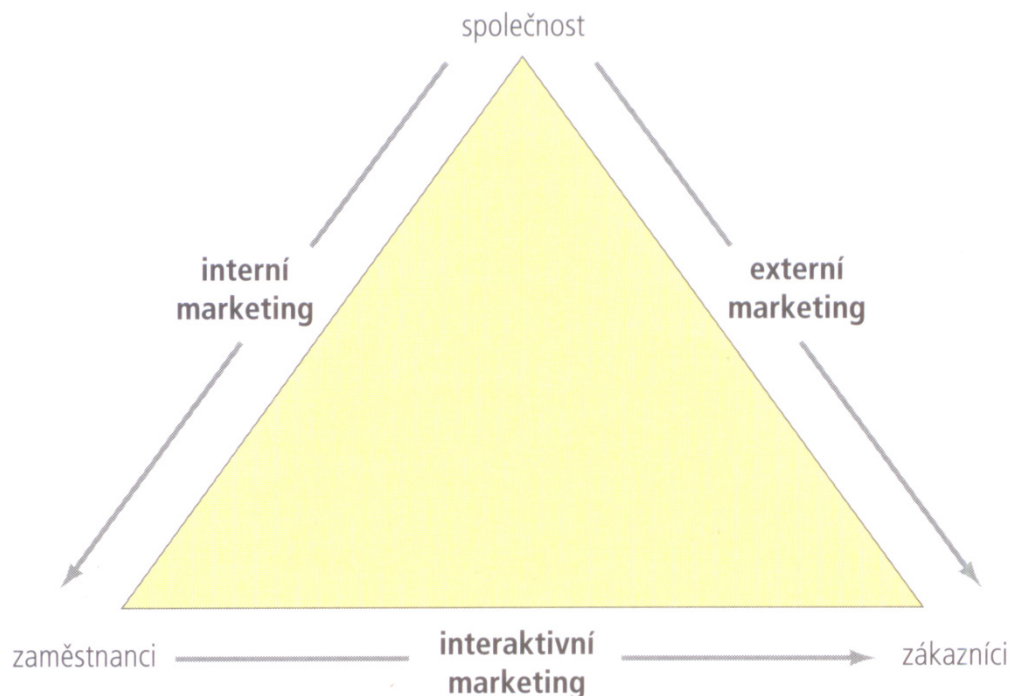 společnost
interní
marketing
externí
marketing
zaměstnanci
interaktivní
marketing
zákazníci